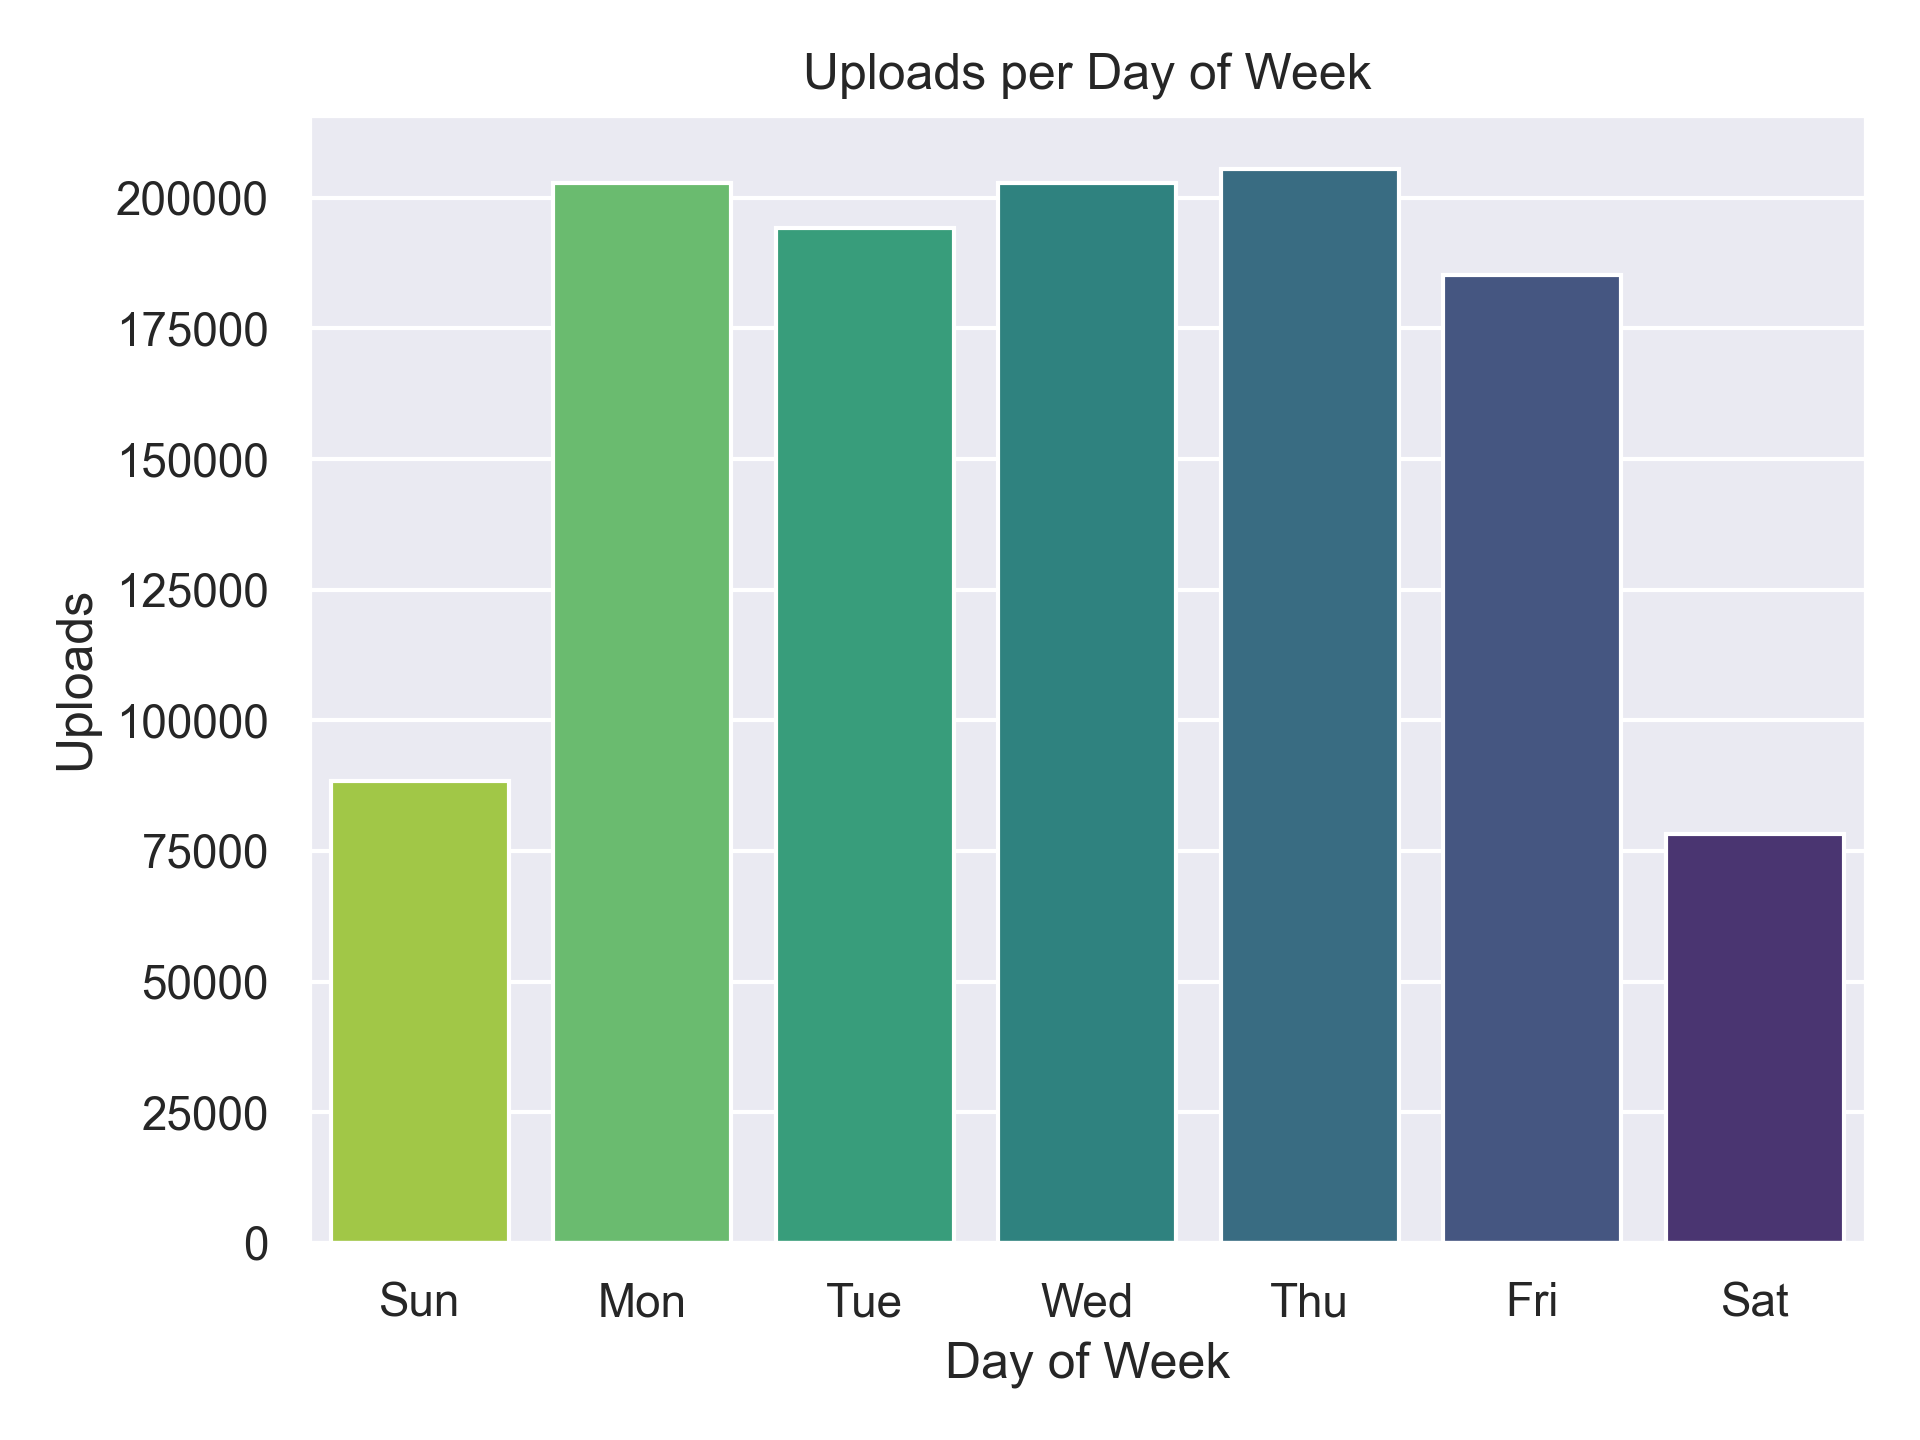 Uploads per Day of Week
200000
175000
150000
125000
100000
75000
50000
25000
0
Uploads
Sun Mon Tue Wed Thu Fri Sat
Day of Week